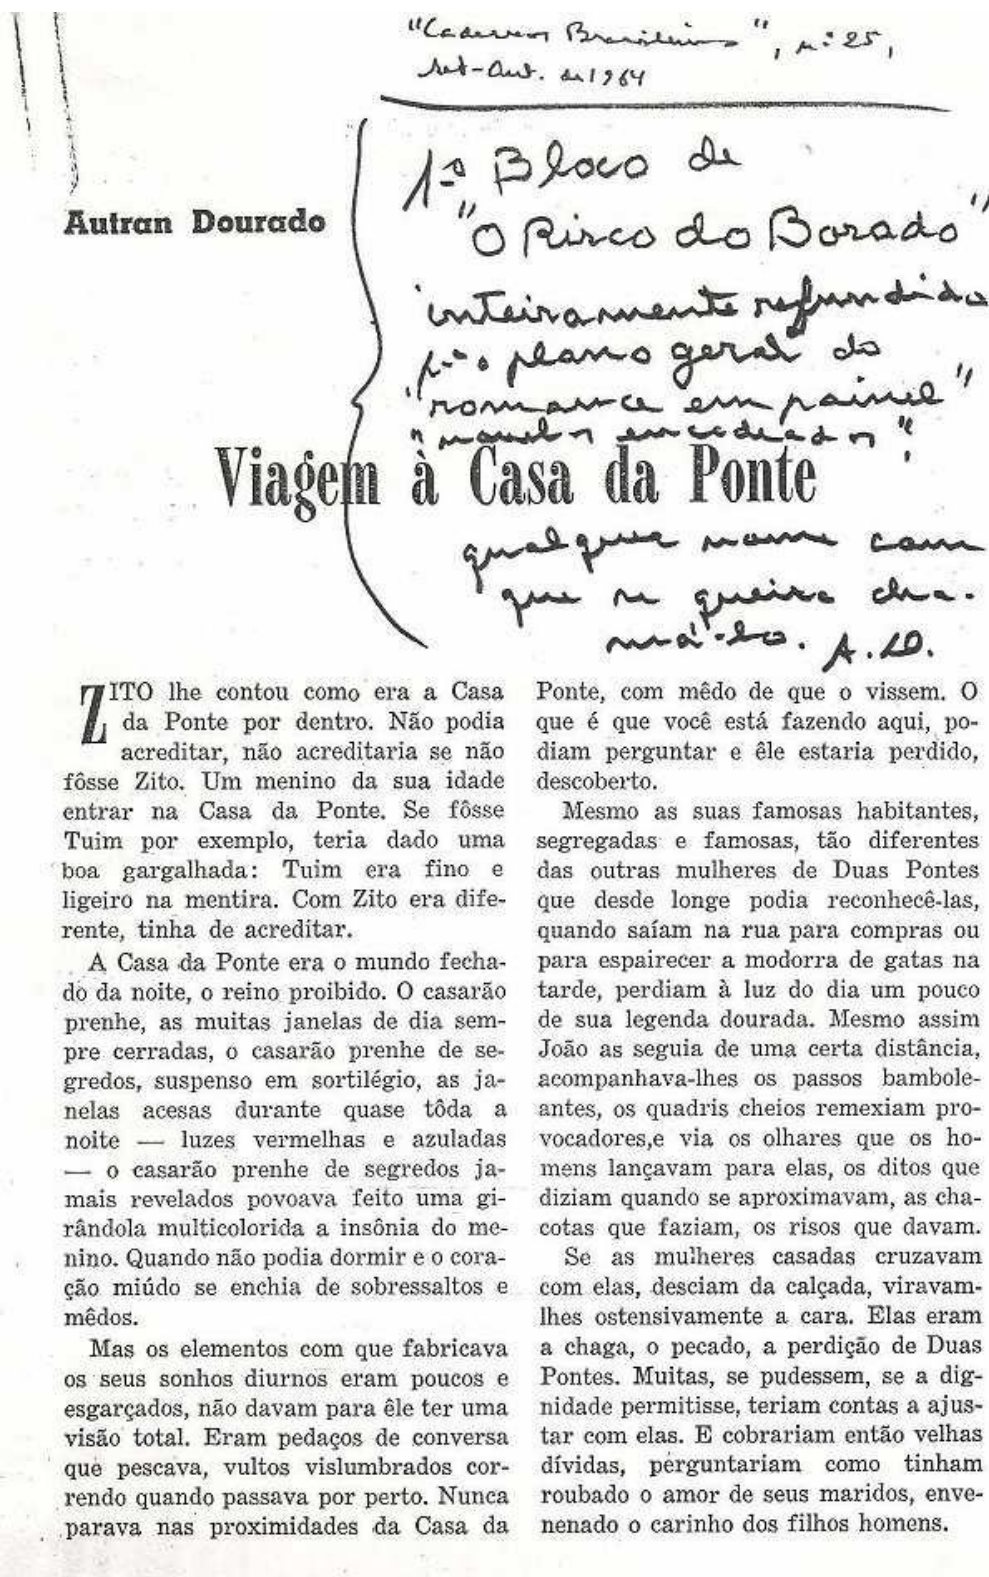 "Cadernos Brasileiros", nº 25,
Set-Out. de 1964
1º Bloco de
"O Risco do Borado"
inteiramente refundido
p.ª o plano geral do
"romance em painel"
"novelas encadeadas"
Autran Dourado
Viagem à Casa da Ponte
qualquer nome com
que se queira cha-
má-lo. A.D.
ZITO lhe contou como era a Casa
da Ponte por dentro. Não podia
acreditar, não acreditaria se não
fôsse Zito. Um menino da sua idade
entrar na Casa da Ponte. Se fôsse
Tuim por exemplo, teria dado uma
boa gargalhada: Tuim era fino e
ligeiro na mentira. Com Zito era dife-
rente, tinha de acreditar.
A Casa da Ponte era o mundo fecha-
do da noite, o reino proibido. O casarão
prenhe, as muitas janelas de dia sem-
pre cerradas, o casarão prenhe de se-
gredos, suspenso em sortilégio, as ja-
nelas acesas durante quase tôda a
noite — luzes vermelhas e azuladas
— o casarão prenhe de segredos ja-
mais revelados povoava feito uma gi-
rândola multicolorida a insônia do me-
nino. Quando não podia dormir e o cora-
ção miúdo se enchia de sobressaltos e
mêdos.
Mas os elementos com que fabricava
os seus sonhos diurnos eram poucos e
esgarçados, não davam para êle ter uma
visão total. Eram pedaços de conversa
que pescava, vultos vislumbrados cor-
rendo quando passava por perto. Nunca
parava nas proximidades da Casa da
Ponte, com mêdo de que o vissem. O
que é que você está fazendo aqui, po-
diam perguntar e êle estaria perdido,
descoberto.
Mesmo as suas famosas habitantes,
segregadas e famosas, tão diferentes
das outras mulheres de Duas Pontes
que desde longe podia reconhecê-las,
quando saíam na rua para compras ou
para espairecer a modorra de gatas na
tarde, perdiam à luz do dia um pouco
de sua legenda dourada. Mesmo assim
João as seguia de uma certa distância,
acompanhava-lhes os passos bambole-
antes, os quadris cheios remexiam pro-
vocadores,e via os olhares que os ho-
mens lançavam para elas, os ditos que
diziam quando se aproximavam, as cha-
cotas que faziam, os risos que davam.
Se as mulheres casadas cruzavam
com elas, desciam da calçada, viravam-
lhes ostensivamente a cara. Elas eram
a chaga, o pecado, a perdição de Duas
Pontes. Muitas, se pudessem, se a dig-
nidade permitisse, teriam contas a ajus-
tar com elas. E cobrariam então velhas
dívidas, perguntariam como tinham
roubado o amor de seus maridos, enve-
nenado o carinho dos filhos homens.